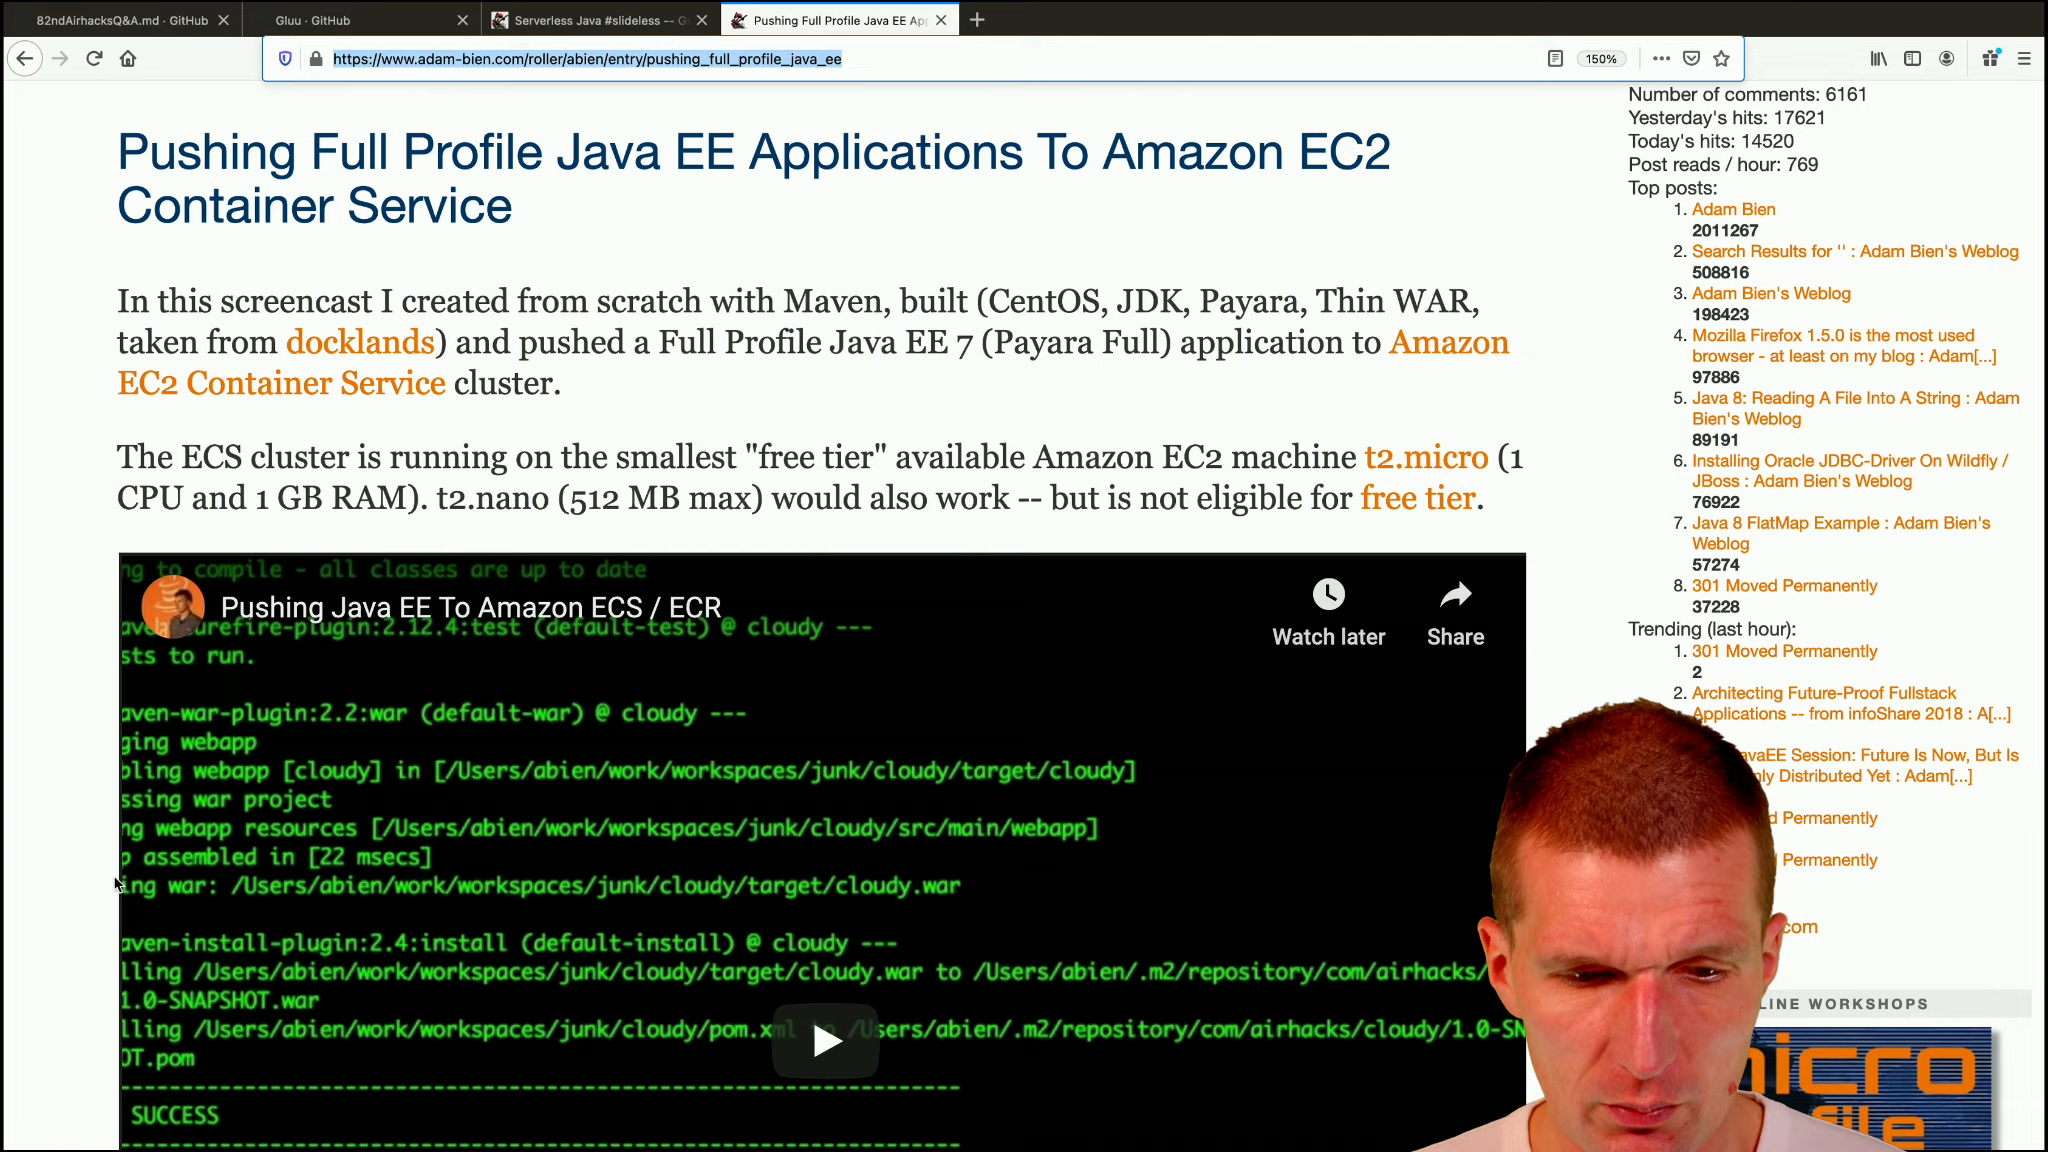 82ndAirhacksQ&A.md · GitHub
Gluu · GitHub
Serverless Java #slideless -- G
Pushing Full Profile Java EE Ap
https://www.adam-bien.com/roller/abien/entry/pushing_full_profile_java_ee
150%
Pushing Full Profile Java EE Applications To Amazon EC2
Container Service
In this screencast I created from scratch with Maven, built (CentOS, JDK, Payara, Thin WAR,
taken from docklands) and pushed a Full Profile Java EE 7 (Payara Full) application to Amazon
EC2 Container Service cluster.
The ECS cluster is running on the smallest "free tier" available Amazon EC2 machine t2.micro (1
CPU and 1 GB RAM). t2.nano (512 MB max) would also work -- but is not eligible for free tier.
ng to compile - all classes are up to date
Pushing Java EE To Amazon ECS / ECR
Watch later
Share
urefire-plugin:2.12.4:test (default-test) @ cloudy ---
sts to run.
aven-war-plugin:2.2:war (default-war) @ cloudy ---
ging webapp
bling webapp [cloudy] in [/Users/abien/work/workspaces/junk/cloudy/target/cloudy]
ssing war project
ng webapp resources [/Users/abien/work/workspaces/junk/cloudy/src/main/webapp]
p assembled in [22 msecs]
ing war: /Users/abien/work/workspaces/junk/cloudy/target/cloudy.war
aven-install-plugin:2.4:install (default-install) @ cloudy ---
lling /Users/abien/work/workspaces/junk/cloudy/target/cloudy.war to /Users/abien/.m2/repository/com/airhacks/
1.0-SNAPSHOT.war
lling /Users/abien/work/workspaces/junk/cloudy/pom.xml /Users/abien/.m2/repository/com/airhacks/cloudy/1.0-SN
OT.pom
------------------------------------------------------------------------
SUCCESS
------------------------------------------------------------------------
Number of comments: 6161
Yesterday's hits: 17621
Today's hits: 14520
Post reads / hour: 769
Top posts:
1. Adam Bien
2011267
2. Search Results for '' : Adam Bien's Weblog
508816
3. Adam Bien's Weblog
198423
4. Mozilla Firefox 1.5.0 is the most used
browser - at least on my blog : Adam[...]
97886
5. Java 8: Reading A File Into A String : Adam
Bien's Weblog
89191
6. Installing Oracle JDBC-Driver On Wildfly /
JBoss : Adam Bien's Weblog
76922
7. Java 8 FlatMap Example : Adam Bien's
Weblog
57274
8. 301 Moved Permanently
37228
Trending (last hour):
1. 301 Moved Permanently
2
2. Architecting Future-Proof Fullstack
Applications -- from infoShare 2018 : A[...]
avaEE Session: Future Is Now, But Is
nly Distributed Yet : Adam[...]
d Permanently
Permanently
com
LINE WORKSHOPS
micro
file